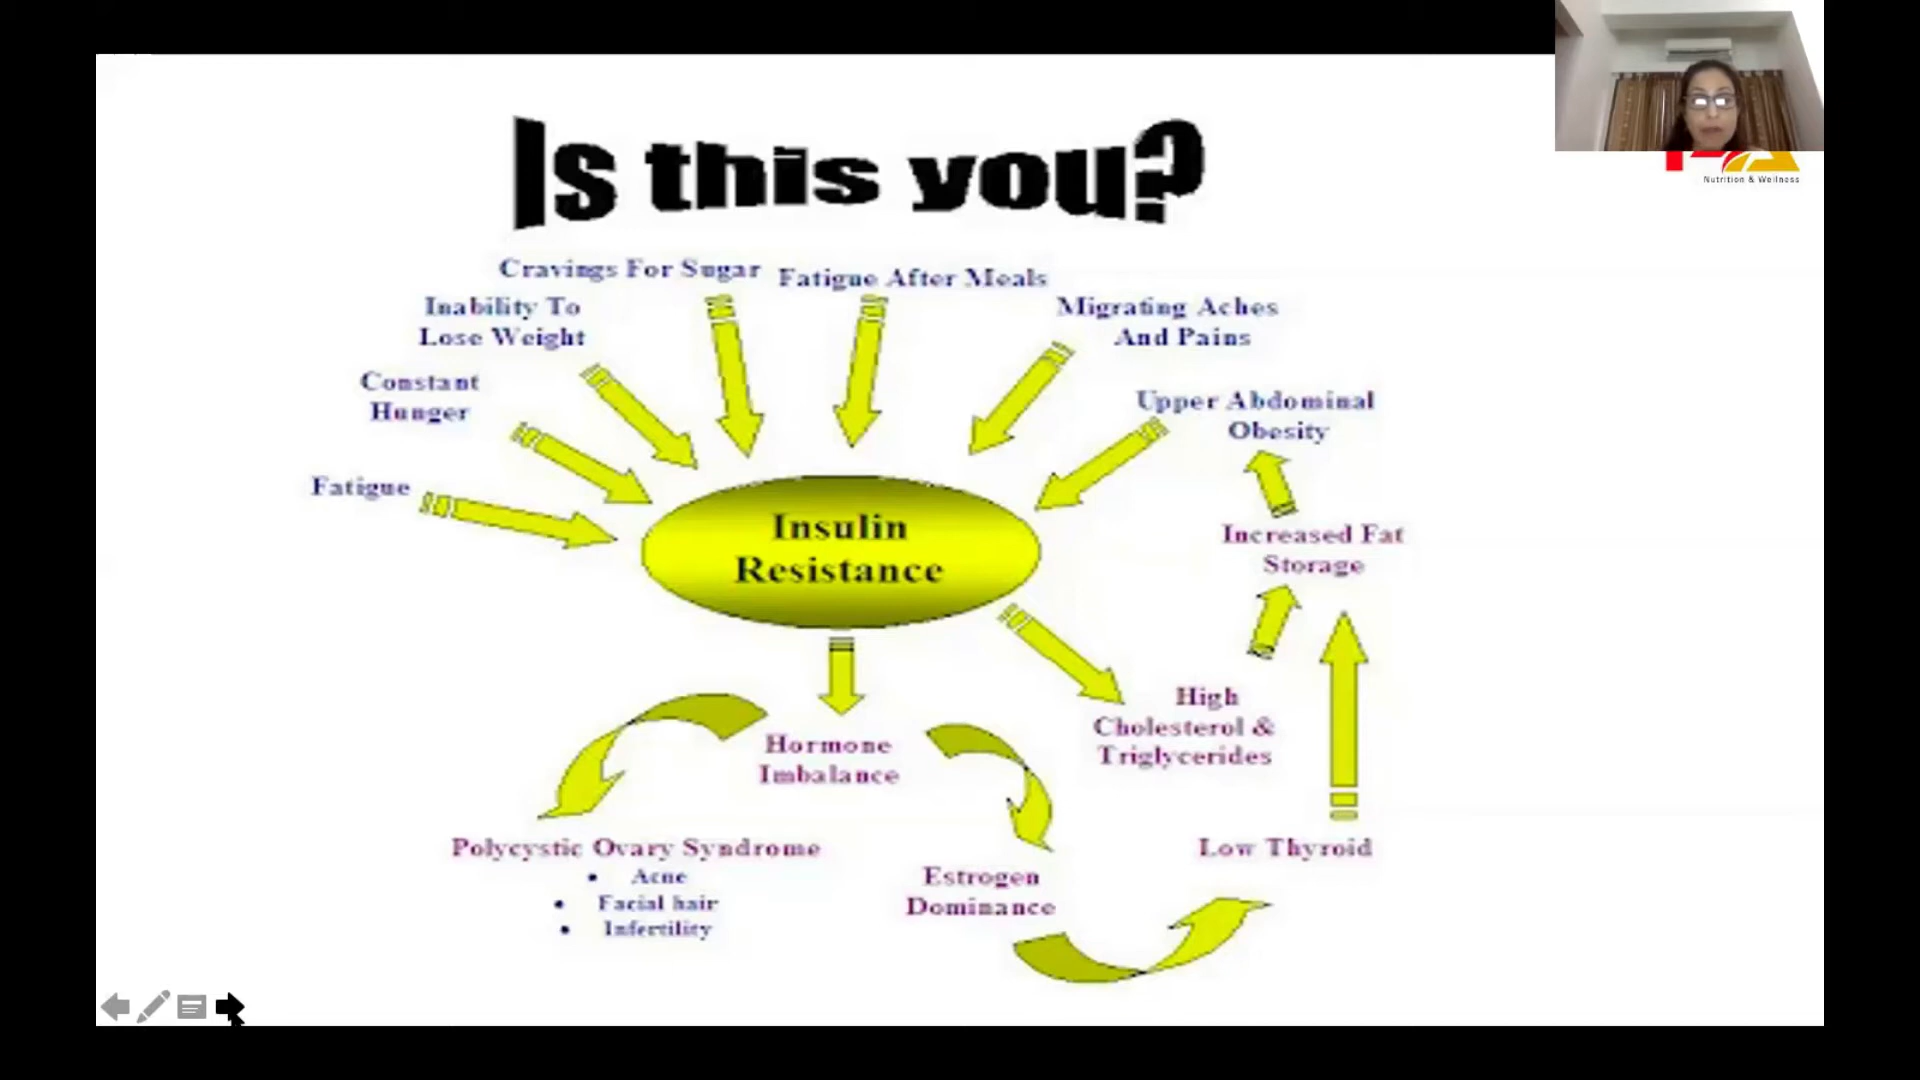 Is this you?
Nutrition & Wellness
Cravings For Sugar
Fatigue After Meals
Inability To
Lose Weight
Migrating Aches
And Pains
Constant
Hunger
Upper Abdominal
Obesity
Fatigue
Insulin
Resistance
Increased Fat
Storage
High
Cholesterol &
Triglycerides
Hormone
Imbalance
Polycystic Ovary Syndrome
• Acne
• Facial hair
• Infertility
Estrogen
Dominance
Low Thyroid